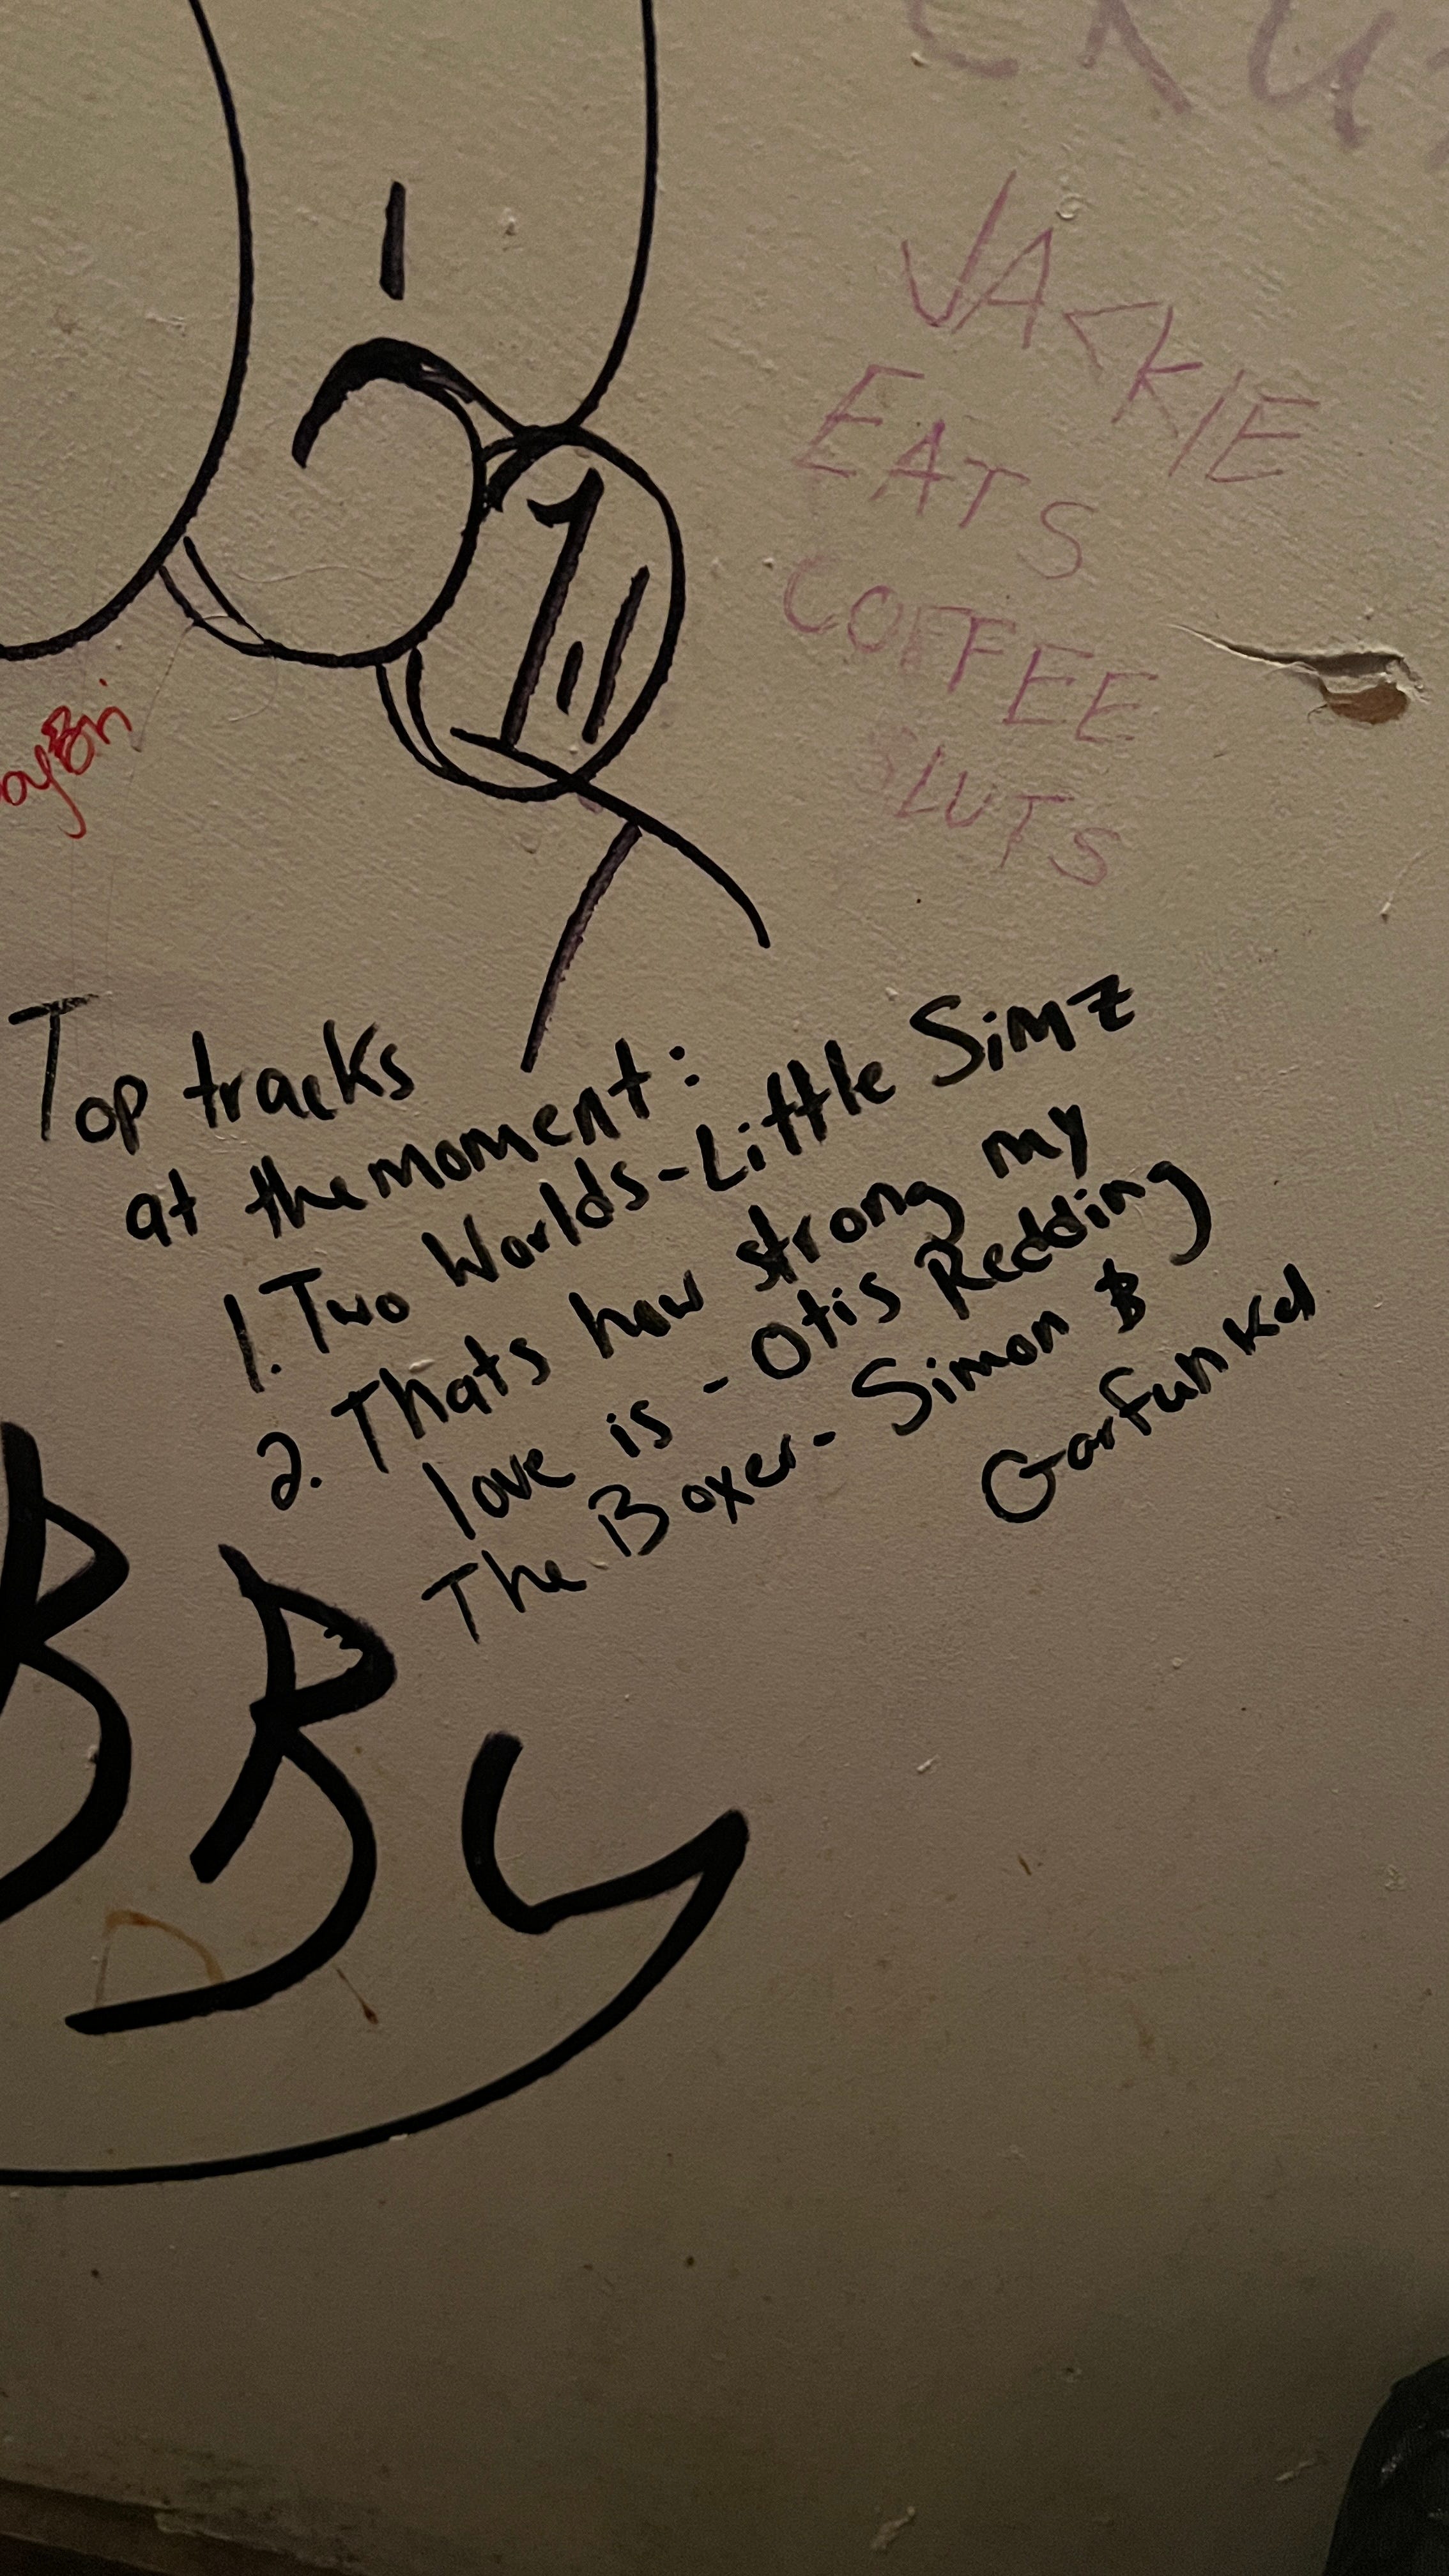 JACKIE
EATS
COFFEE
SLUTS
Top tracks
at the moment:
1. Two Worlds - Little Simz
2. Thats how strong my
love is - Otis Redding
The Boxer - Simon &
Garfunkel